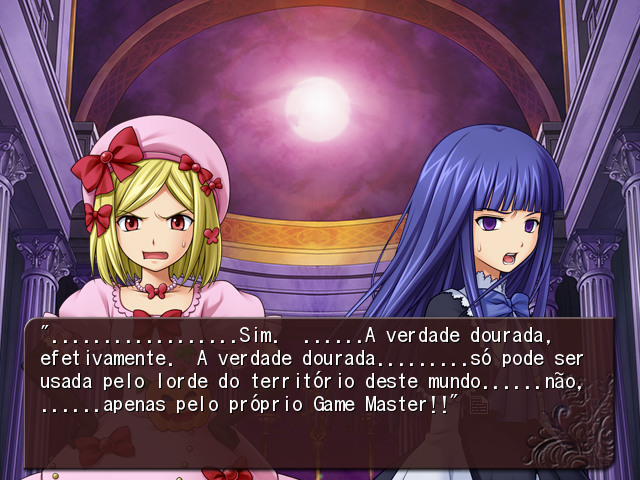 "..................Sim.  ......A verdade dourada,
efetivamente.  A verdade dourada.........só pode ser
usada pelo lorde do território deste mundo......não,
......apenas pelo próprio Game Master!!"